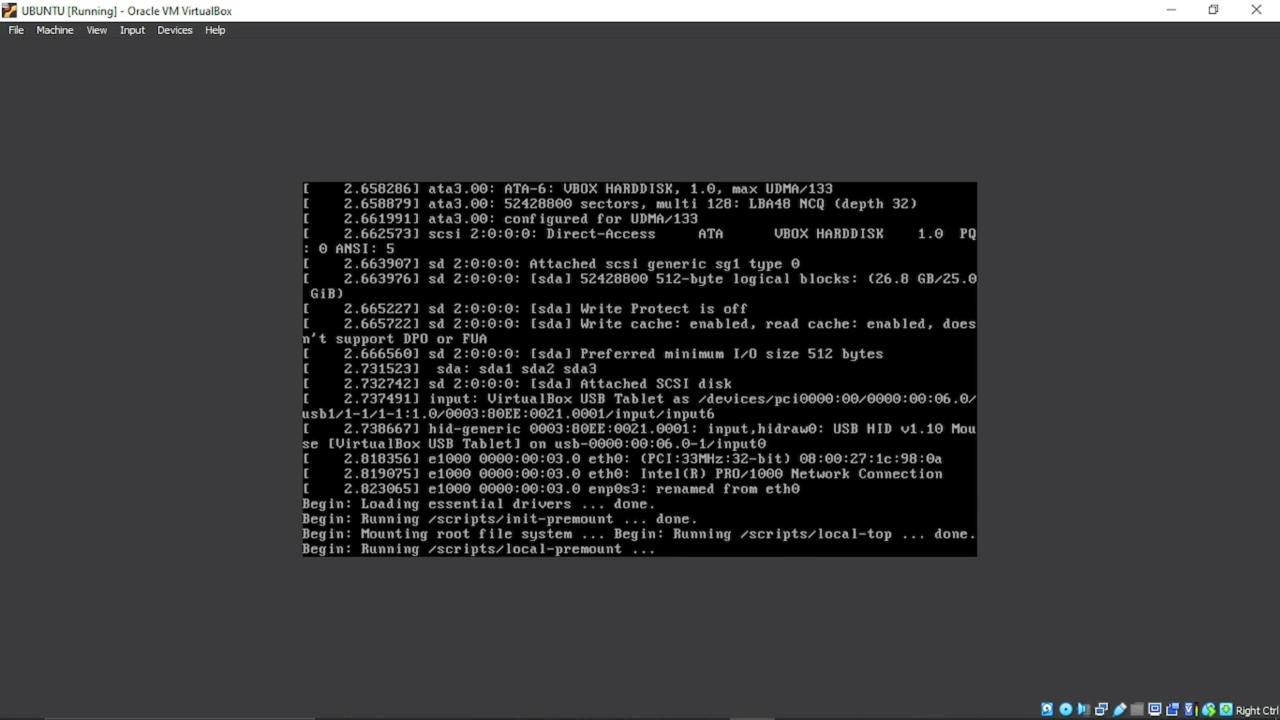 UBUNTU [Running] - Oracle VM VirtualBox
File Machine View Input Devices Help
[    2.658286] ata3.00: ATA-6: VBOX HARDDISK, 1.0, max UDMA/133
[    2.658879] ata3.00: 52428800 sectors, multi 128: LBA48 NCQ (depth 32)
[    2.661991] ata3.00: configured for UDMA/133
[    2.662573] scsi 2:0:0:0: Direct-Access     ATA      VBOX HARDDISK    1.0  PQ
: 0 ANSI: 5
[    2.663907] sd 2:0:0:0: Attached scsi generic sg1 type 0
[    2.663976] sd 2:0:0:0: [sda] 52428800 512-byte logical blocks: (26.8 GB/25.0
 GiB)
[    2.665227] sd 2:0:0:0: [sda] Write Protect is off
[    2.665722] sd 2:0:0:0: [sda] Write cache: enabled, read cache: enabled, does
n't support DPO or FUA
[    2.666560] sd 2:0:0:0: [sda] Preferred minimum I/O size 512 bytes
[    2.731523]  sda: sda1 sda2 sda3
[    2.732742] sd 2:0:0:0: [sda] Attached SCSI disk
[    2.737491] input: VirtualBox USB Tablet as /devices/pci0000:00/0000:00:06.0/
usb1/1-1/1-1:1.0/0003:80EE:0021.0001/input/input6
[    2.738667] hid-generic 0003:80EE:0021.0001: input,hidraw0: USB HID v1.10 Mou
se [VirtualBox USB Tablet] on usb-0000:00:06.0-1/input0
[    2.818356] e1000 0000:00:03.0 eth0: (PCI:33MHz:32-bit) 08:00:27:1c:98:0a
[    2.819075] e1000 0000:00:03.0 eth0: Intel(R) PRO/1000 Network Connection
[    2.823065] e1000 0000:00:03.0 enp0s3: renamed from eth0
Begin: Loading essential drivers ... done.
Begin: Running /scripts/init-premount ... done.
Begin: Mounting root file system ... Begin: Running /scripts/local-top ... done.
Begin: Running /scripts/local-premount ...
Right Ctrl